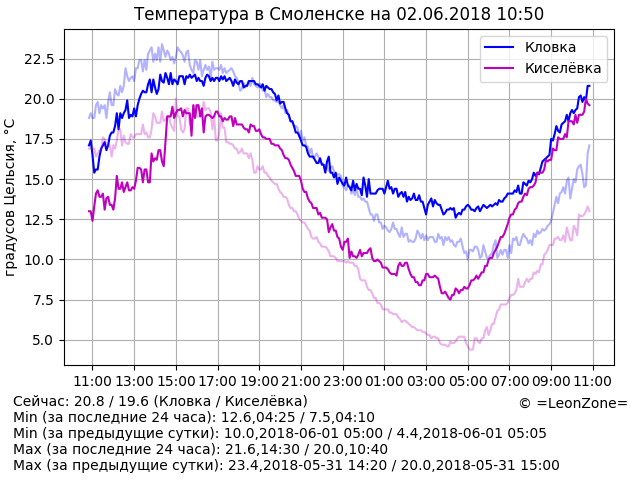 Температура в Смоленске на 02.06.2018 10:50
Кловка
Киселёвка
градусов Цельсия, °C
22.5
20.0
17.5
15.0
12.5
10.0
7.5
5.0
11:00 13:00 15:00 17:00 19:00 21:00 23:00 01:00 03:00 05:00 07:00 09:00 11:00
Сейчас: 20.8 / 19.6 (Кловка / Киселёвка)
© =LeonZone=
Min (за последние 24 часа): 12.6,04:25 / 7.5,04:10
Min (за предыдущие сутки): 10.0,2018-06-01 05:00 / 4.4,2018-06-01 05:05
Max (за последние 24 часа): 21.6,14:30 / 20.0,10:40
Max (за предыдущие сутки): 23.4,2018-05-31 14:20 / 20.0,2018-05-31 15:00